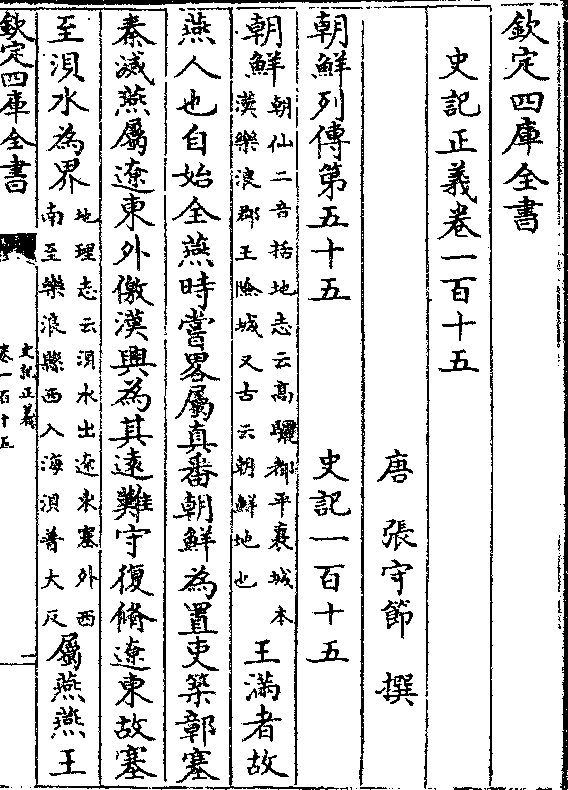 欽定四庫全書
史記正義卷一百十五
唐 張守節 撰
朝鮮列傳第五十五 史記一百十五
朝鮮朝仙二音括地志云高驪都平壤城本漢樂浪郡王險城又古云朝鮮地也王滿者故
燕人也自始全燕時嘗畧屬真番朝鮮為置吏築鄣塞
秦滅燕屬遼東外徼漢興為其遠難守復脩遼東故塞
至浿水為界地理志云浿水出遼東塞外西南至樂浪縣西入海浿普大反屬燕燕王
欽定四庫全書
史記正義
卷一百十五
一